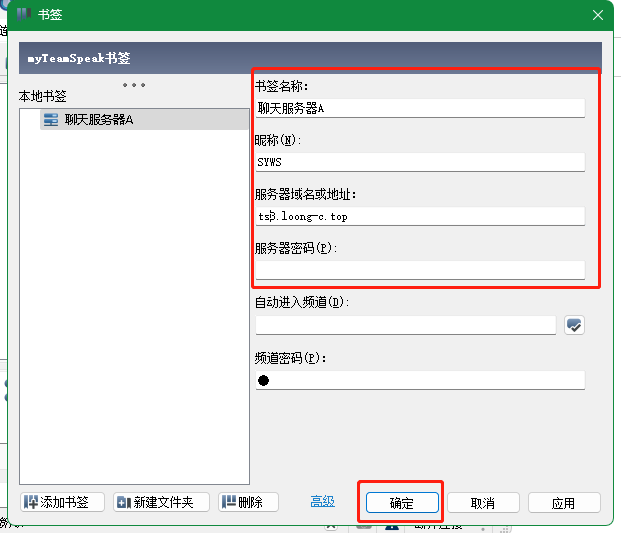 书签
myTeamSpeak书签
本地书签
聊天服务器A
书签名称:
聊天服务器A
昵称(N):
SYWS
服务器域名或地址:
ts3.loong-c.top
服务器密码(P):
自动进入频道(D):
频道密码(P):
添加书签
新建文件夹
删除
高级
确定
取消
应用